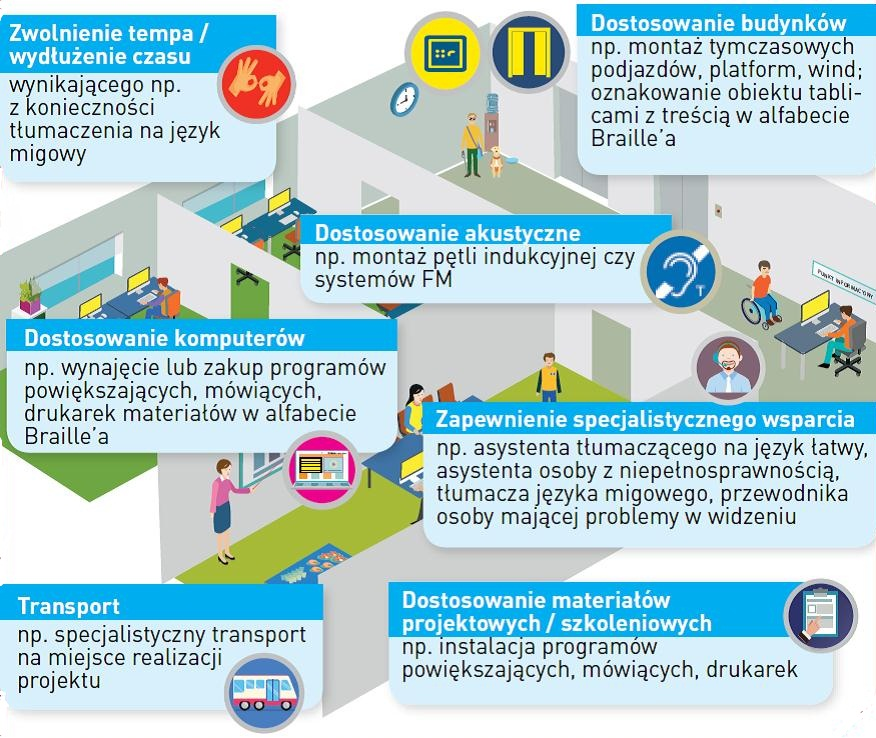 Zwolnienie tempa /
wydłużenie czasu
wynikającego np.
z konieczności
tłumaczenia na język
migowy
Dostosowanie budynków
np. montaż tymczasowych
podjazdów, platform, wind;
oznakowanie obiektu tabli-
cami z treścią w alfabecie
Braille’a
Dostosowanie akustyczne
np. montaż pętli indukcyjnej czy
systemów FM
T
PUNKT INFORMACYJNY
Dostosowanie komputerów
np. wynajęcie lub zakup programów
powiększających, mówiących,
drukarek materiałów w alfabecie
Braille’a
Zapewnienie specjalistycznego wsparcia
np. asystenta tłumaczącego na język łatwy,
asystenta osoby z niepełnosprawnością,
tłumacza języka migowego, przewodnika
osoby mającej problemy w widzeniu
Transport
np. specjalistyczny transport
na miejsce realizacji
projektu
Dostosowanie materiałów
projektowych / szkoleniowych
np. instalacja programów
powiększających, mówiących, drukarek